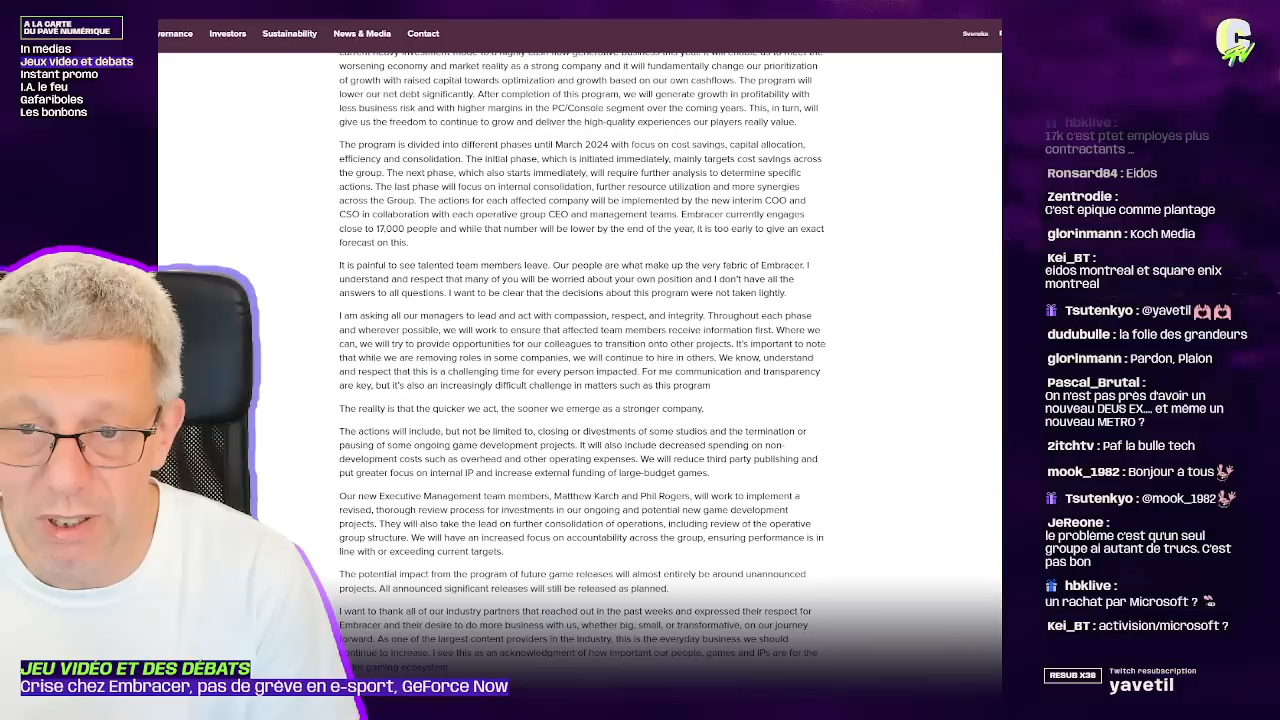 A LA CARTE
DU PAVÉ NUMÉRIQUE
In médias
Jeux vidéo et débats
Instant promo
I.A. le feu
Gafariboles
Les bonbons
vernance Investors Sustainability News & Media Contact Svenska
current heavy investment mode to a highly cash flow generative business this year. It will enable us to meet the
worsening economy and market reality as a strong company and it will fundamentally change our prioritization
of growth with raised capital towards optimization and growth based on our own cashflows. The program will
lower our net debt significantly. After completion of this program, we will generate growth in profitability with
less business risk and with higher margins in the PC/Console segment over the coming years. This, in turn, will
give us the freedom to continue to grow and deliver the high-quality experiences our players really value.
The program is divided into different phases until March 2024 with focus on cost savings, capital allocation,
efficiency and consolidation. The initial phase, which is initiated immediately, mainly targets cost savings across
the group. The next phase, which also starts immediately, will require further analysis to determine specific
actions. The last phase will focus on internal consolidation, further resource utilization and more synergies
across the Group. The actions for each affected company will be implemented by the new interim COO and
CSO in collaboration with each operative group CEO and management teams. Embracer currently engages
close to 17,000 people and while that number will be lower by the end of the year, it is too early to give an exact
forecast on this.
It is painful to see talented team members leave. Our people are what make up the very fabric of Embracer. I
understand and respect that many of you will be worried about your own position and I don't have all the
answers to all questions. I want to be clear that the decisions about this program were not taken lightly.
I am asking all our managers to lead and act with compassion, respect, and integrity. Throughout each phase
and wherever possible, we will work to ensure that affected team members receive information first. Where we
can, we will try to provide opportunities for our colleagues to transition onto other projects. It's important to note
that while we are removing roles in some companies, we will continue to hire in others. We know, understand
and respect that this is a challenging time for every person impacted. For me communication and transparency
are key, but it's also an increasingly difficult challenge in matters such as this program
The reality is that the quicker we act, the sooner we emerge as a stronger company.
The actions will include, but not be limited to, closing or divestments of some studios and the termination or
pausing of some ongoing game development projects. It will also include decreased spending on non-
development costs such as overhead and other operating expenses. We will reduce third party publishing and
put greater focus on internal IP and increase external funding of large-budget games.
Our new Executive Management team members, Matthew Karch and Phil Rogers, will work to implement a
revised, thorough review process for investments in our ongoing and potential new game development
projects. They will also take the lead on further consolidation of operations, including review of the operative
group structure. We will have an increased focus on accountability across the group, ensuring performance is in
line with or exceeding current targets.
The potential impact from the program of future game releases will almost entirely be around unannounced
projects. All announced significant releases will still be released as planned.
I want to thank all of our industry partners that reached out in the past weeks and expressed their respect for
Embracer and their desire to do more business with us, whether big, small, or transformative, on our journey
forward. As one of the largest content providers in the industry, this is the everyday business we should
continue to increase. I see this as an acknowledgment of how important our people, games and IPs are for the
gaming ecosystem.
hbklive :
17k c'est ptet employes plus
contractants ...
Ronsard64 : Eidos
Zentrodie :
C'est epique comme plantage
glorinmann : Koch Media
Kei_BT :
eidos montreal et square enix
montreal
Tsutenkyo : @yavetil
dudubulle : la folie des grandeurs
glorinmann : Pardon, Plaion
Pascal_Brutal :
On n'est pas près d'avoir un
nouveau DEUS EX.... et même un
nouveau METRO ?
2itchtv : Paf la bulle tech
mook_1982 : Bonjour à tous
Tsutenkyo : @mook_1982
JeReone :
le problème c'est qu'un seul
groupe ai autant de trucs. C'est
pas bon
hbklive :
un rachat par Microsoft ?
Kei_BT : activision/microsoft ?
RESUB X38 Twitch resubscription
yavetil
JEU VIDÉO ET DES DÉBATS
Crise chez Embracer, pas de grève en e-sport, GeForce Now